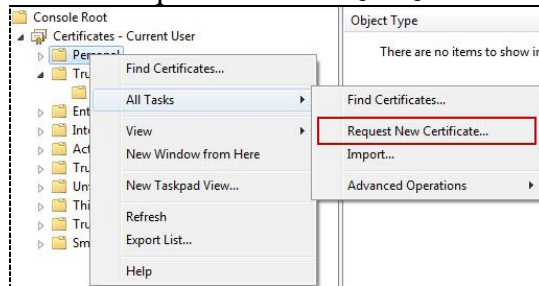 Console Root
Object Type
Certificates - Current User
There are no items to show in
Find Certificates...
All Tasks
Find Certificates...
View
Request New Certificate...
New Window from Here
Import...
New Taskpad View...
Advanced Operations
Refresh
Export List...
Help